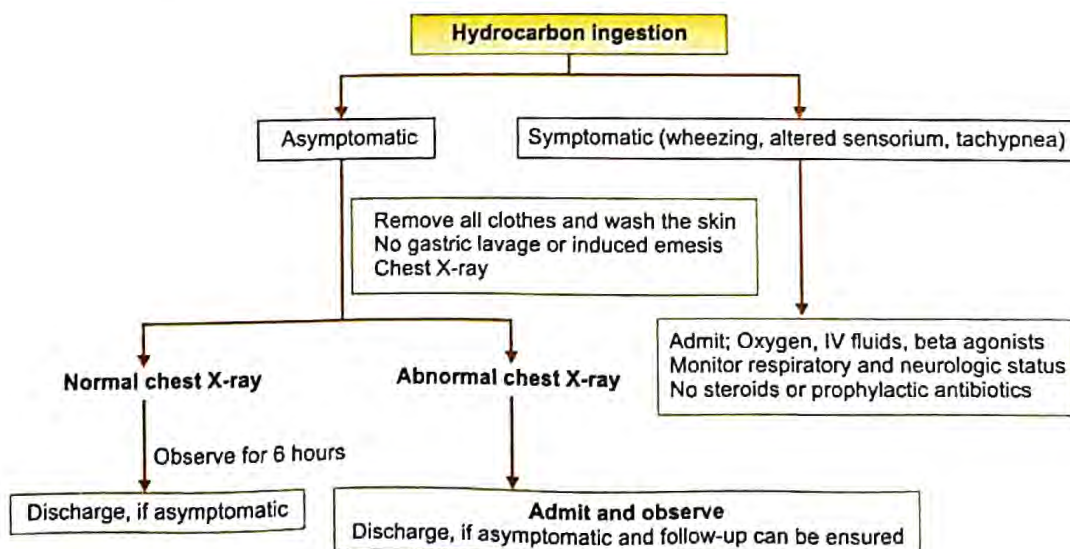 Hydrocarbon ingestion
Asymptomatic
Symptomatic (wheezing, altered sensorium, tachypnea)
Remove all clothes and wash the skin
No gastric lavage or induced emesis
Chest X-ray
Admit; Oxygen, IV fluids, beta agonists
Monitor respiratory and neurologic status
No steroids or prophylactic antibiotics
Normal chest X-ray
Abnormal chest X-ray
Observe for 6 hours
Discharge, if asymptomatic
Admit and observe
Discharge, if asymptomatic and follow-up can be ensured